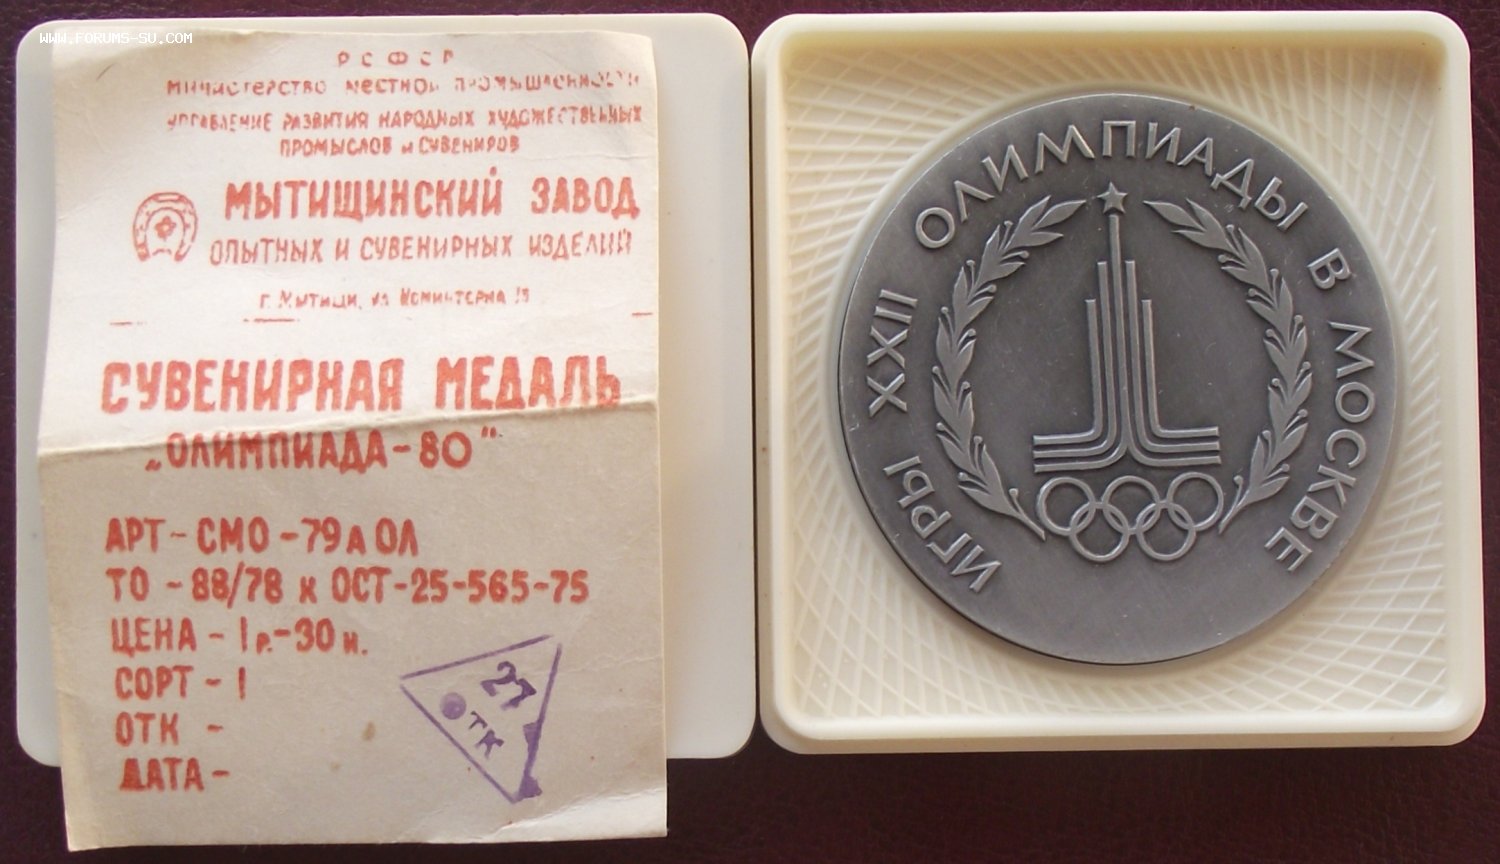 WWW.FORUMS-SU.COM
РСФСР
МИНИСТЕРСТВО МЕСТНОЙ ПРОМЫШЛЕННОСТИ
УПРАВЛЕНИЕ РАЗВИТИЯ НАРОДНЫХ ХУДОЖЕСТВЕННЫХ
ПРОМЫСЛОВ И СУВЕНИРОВ
МЫТИЩИНСКИЙ ЗАВОД
ОПЫТНЫХ И СУВЕНИРНЫХ ИЗДЕЛИЙ
г. Мытищи, ул Коминтерна
СУВЕНИРНАЯ МЕДАЛЬ
„ОЛИМПИАДА-80"
АРТ-СМО-79 А ОЛ
ТО-88/78 К ОСТ-25-565-75
ЦЕНА-1р.-30к.
СОРТ-1
ОТК-
ДАТА-
27
ОТК
ИГРЫ XXII ОЛИМПИАДЫ В МОСКВЕ